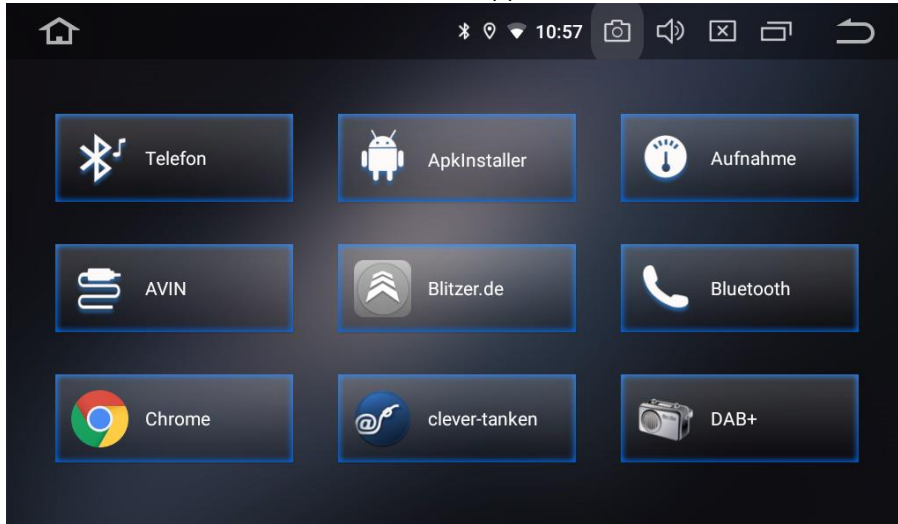 10:57
Telefon
ApkInstaller
Aufnahme
AVIN
Blitzer.de
Bluetooth
Chrome
clever-tanken
DAB+